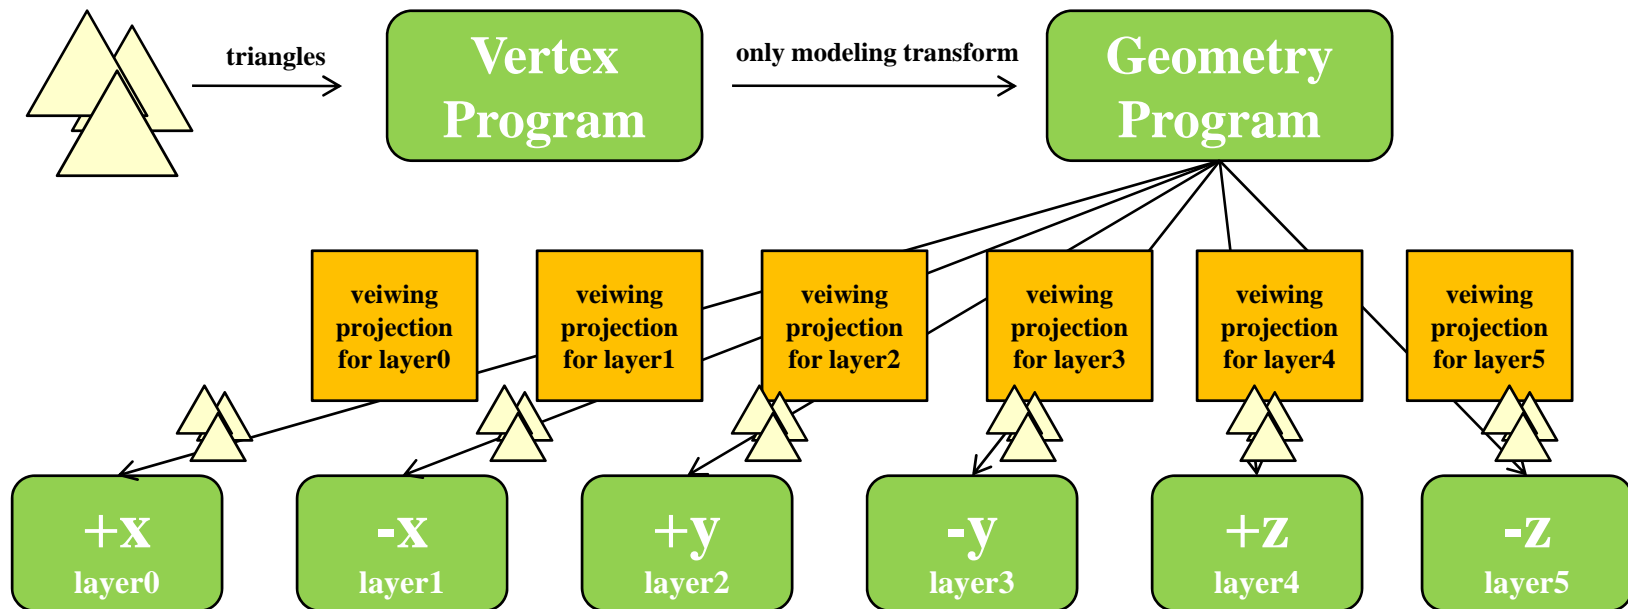 triangles
Vertex
Program
only modeling transform
Geometry
Program
veiwing
projection
for layer0
veiwing
projection
for layer1
veiwing
projection
for layer2
veiwing
projection
for layer3
veiwing
projection
for layer4
veiwing
projection
for layer5
+x
layer0
-x
layer1
+y
layer2
-y
layer3
+z
layer4
-z
layer5